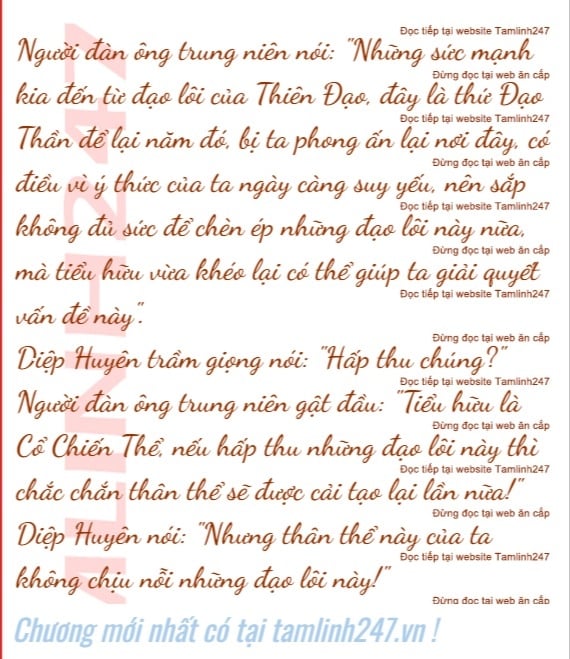 Đọc tiếp tại website Tamlinh247
Người đàn ông trung niên nói: "Những sức mạnh
Đừng đọc tại web ăn cắp
kia đến từ đạo lôi của Thiên Đạo, đây là thứ Đạo
Đọc tiếp tại website Tamlinh247
Thần để lại năm đó, bị ta phong ấn lại nơi đây, có
Đừng đọc tại web ăn cắp
điều vì ý thức của ta ngày càng suy yếu, nên sắp
Đọc tiếp tại website Tamlinh247
không đủ sức để chèn ép những đạo lôi này nữa,
Đừng đọc tại web ăn cắp
mà tiểu hữu vừa khéo lại có thể giúp ta giải quyết
Đọc tiếp tại website Tamlinh247
vấn đề này".
Đừng đọc tại web ăn cắp
Diệp Huyên trầm giọng nói: "Hấp thu chúng?"
Đọc tiếp tại website Tamlinh247
Người đàn ông trung niên gật đầu: "Tiểu hữu là
Đừng đọc tại web ăn cắp
Cổ Chiến Thể, nếu hấp thu những đạo lôi này thì
Đọc tiếp tại website Tamlinh247
chắc chắn thân thể sẽ được cải tạo lại lần nữa!"
Đừng đọc tại web ăn cắp
Diệp Huyên nói: "Nhưng thân thể này của ta
Đọc tiếp tại website Tamlinh247
không chịu nỗi những đạo lôi này!"
Đừng đọc tại web ăn cắp
Chương mới nhất có tại tamlinh247.vn !
ALINH247